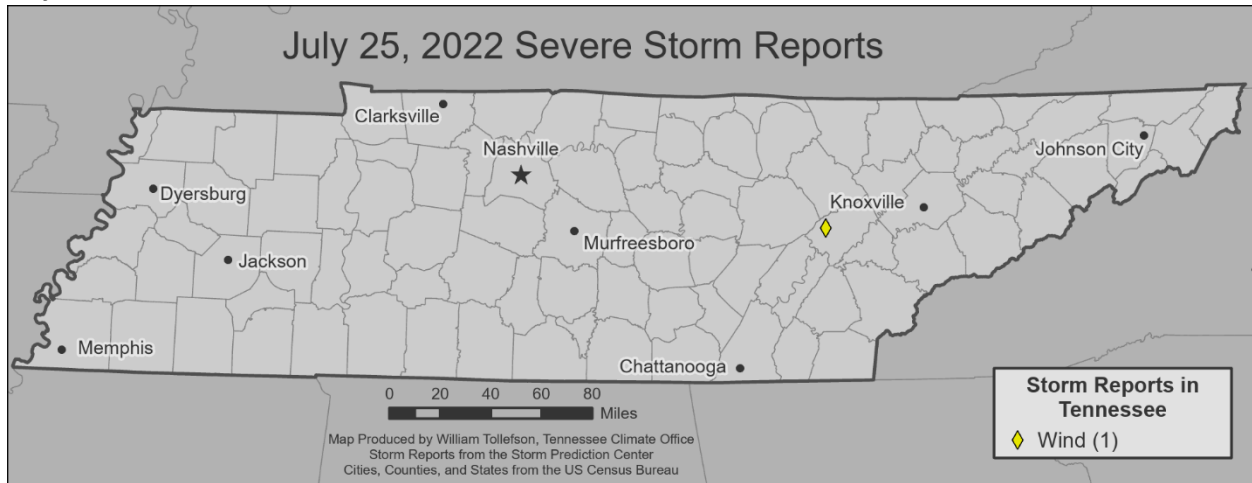 July 25, 2022 Severe Storm Reports
Clarksville
Nashville
Johnson City
Dyersburg
Knoxville
Murfreesboro
Jackson
Memphis
Chattanooga
0 20 40 60 80
Miles
Map Produced by William Tollefson, Tennessee Climate Office
Storm Reports from the Storm Prediction Center
Cities, Counties, and States from the US Census Bureau
Storm Reports in
Tennessee
Wind (1)